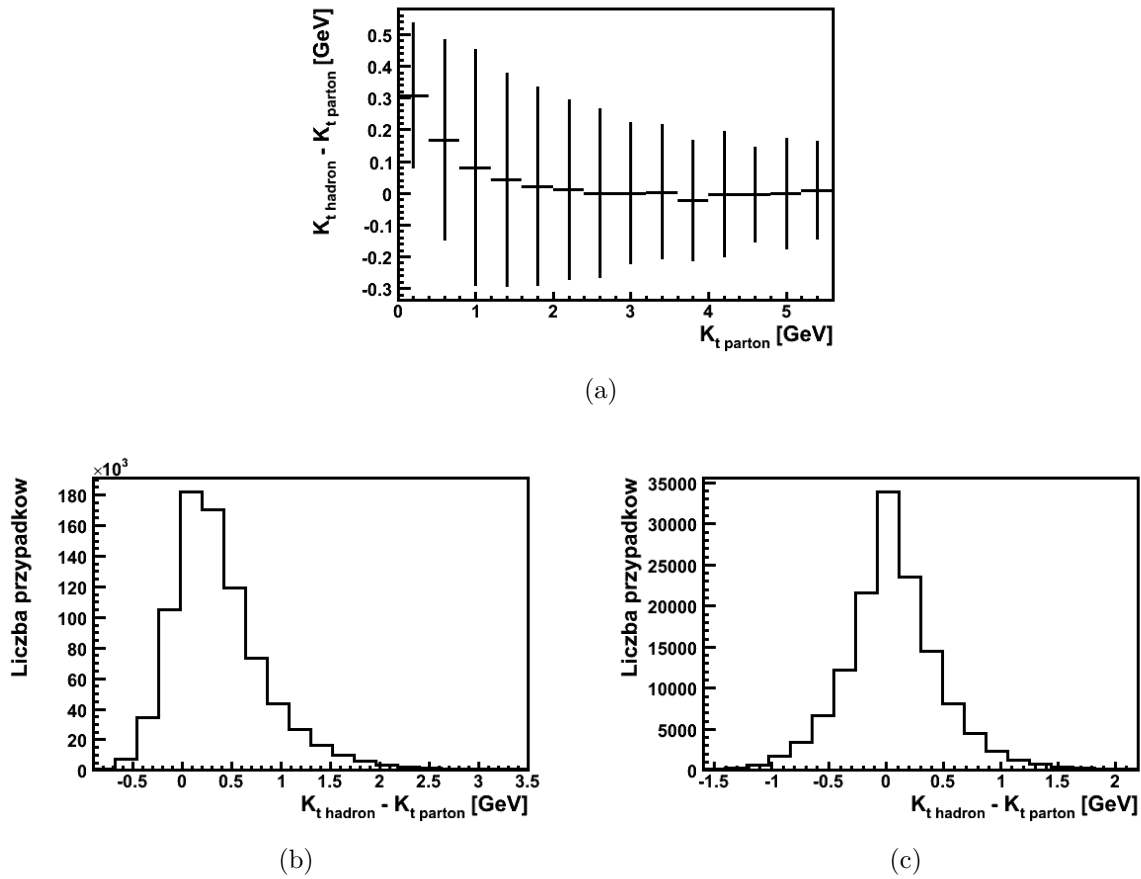 K_t hadron - K_t parton [GeV]
0.5
0.4
0.3
0.2
0.1
0
-0.1
-0.2
-0.3
0 1 2 3 4 5
K_t parton [GeV]
(a)
×10³
Liczba przypadkow
180
160
140
120
100
80
60
40
20
0
-0.5 0 0.5 1 1.5 2 2.5 3 3.5
K_t hadron - K_t parton [GeV]
(b)
Liczba przypadkow
35000
30000
25000
20000
15000
10000
5000
0
-1.5 -1 -0.5 0 0.5 1 1.5 2
K_t hadron - K_t parton [GeV]
(c)